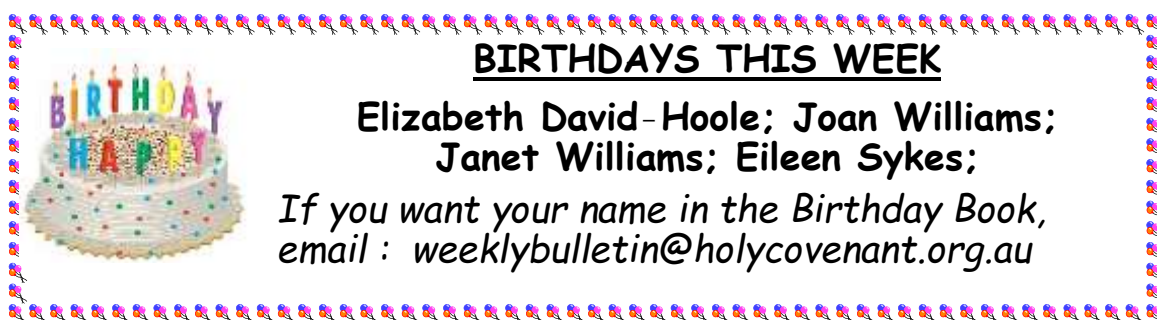 BIRTHDAYS THIS WEEK
Elizabeth David-Hoole; Joan Williams;
Janet Williams; Eileen Sykes;
If you want your name in the Birthday Book,
email : weeklybulletin@holycovenant.org.au
BIRTHDAY
HAPPY